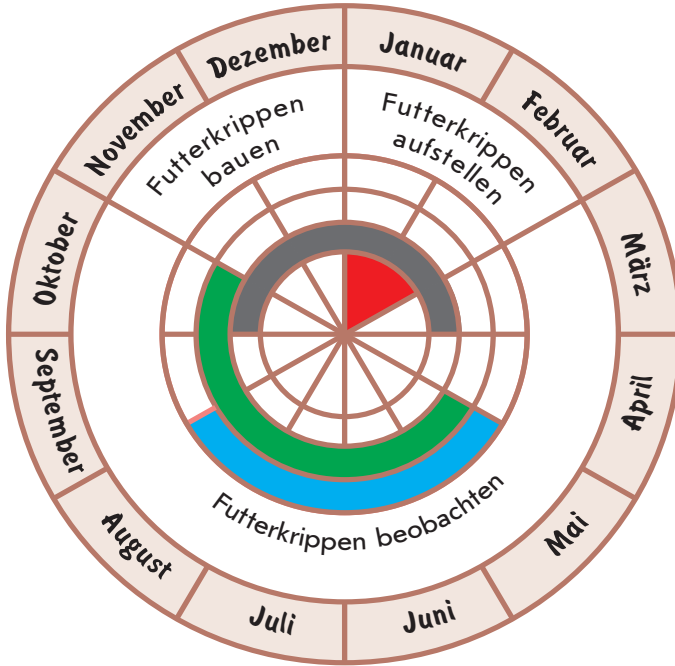 Januar
Februar
März
April
Mai
Juni
Juli
August
September
Oktober
November
Dezember
Futterkrippen
bauen
Futterkrippen
aufstellen
Futterkrippen beobachten